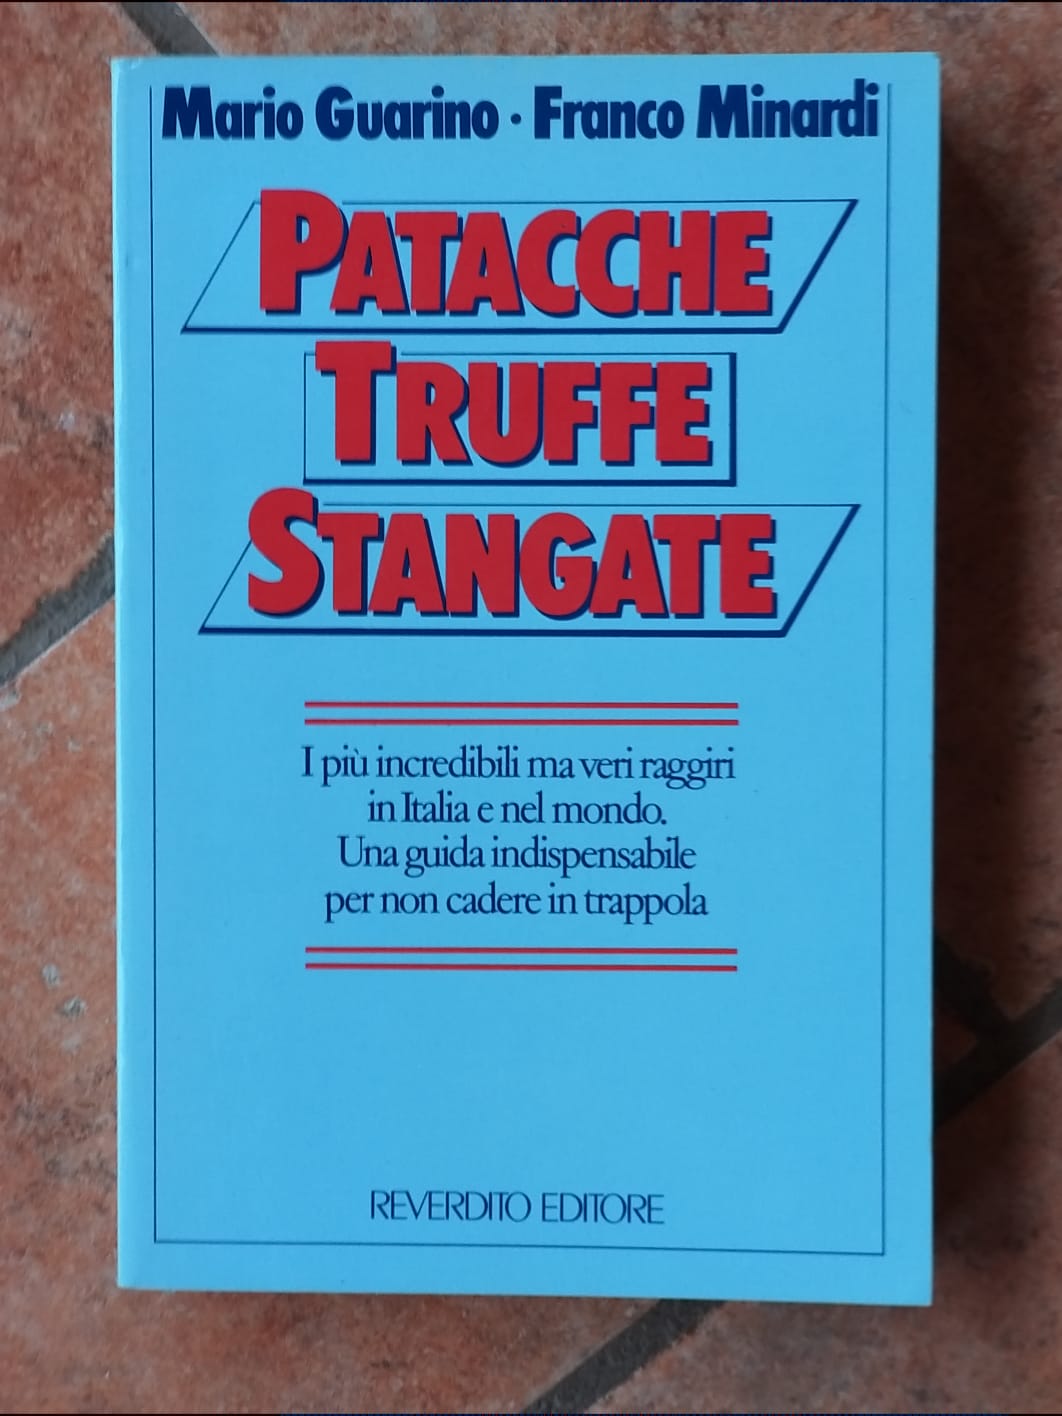 Mario Guarino · Franco Minardi
PATACCHE
TRUFFE
STANGATE
I più incredibili ma veri raggiri
in Italia e nel mondo.
Una guida indispensabile
per non cadere in trappola
REVERDITO EDITORE